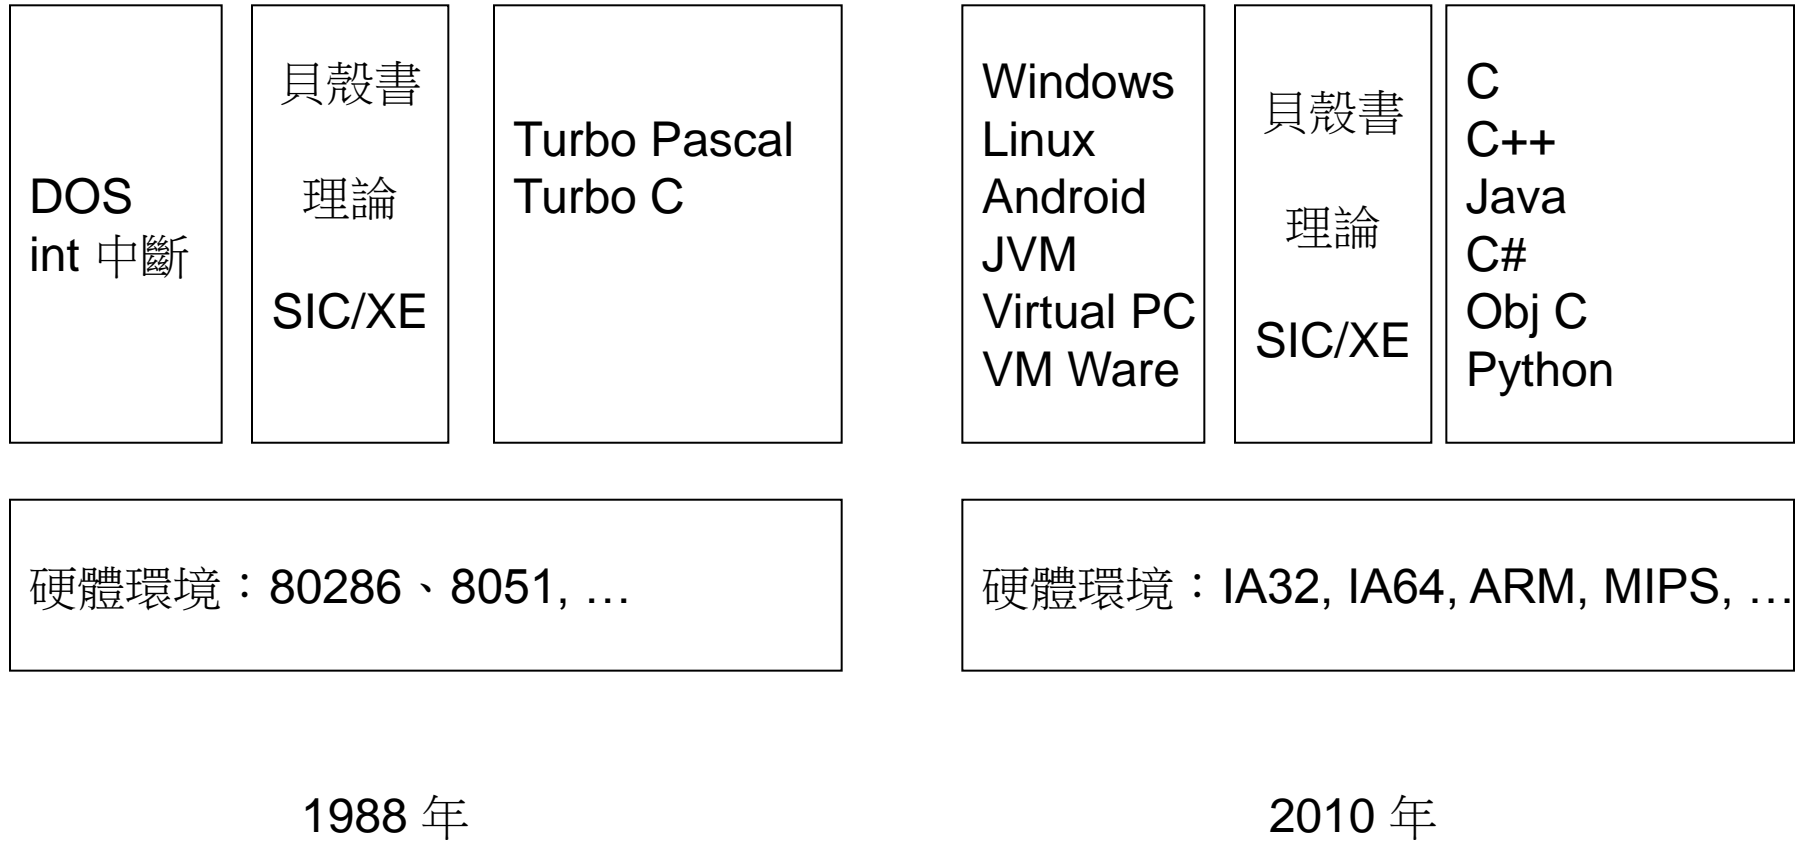 DOS
int 中斷
貝殼書
理論
SIC/XE
Turbo Pascal
Turbo C
硬體環境：80286、8051, …
1988 年
Windows
Linux
Android
JVM
Virtual PC
VM Ware
貝殼書
理論
SIC/XE
C
C++
Java
C#
Obj C
Python
硬體環境：IA32, IA64, ARM, MIPS, …
2010 年